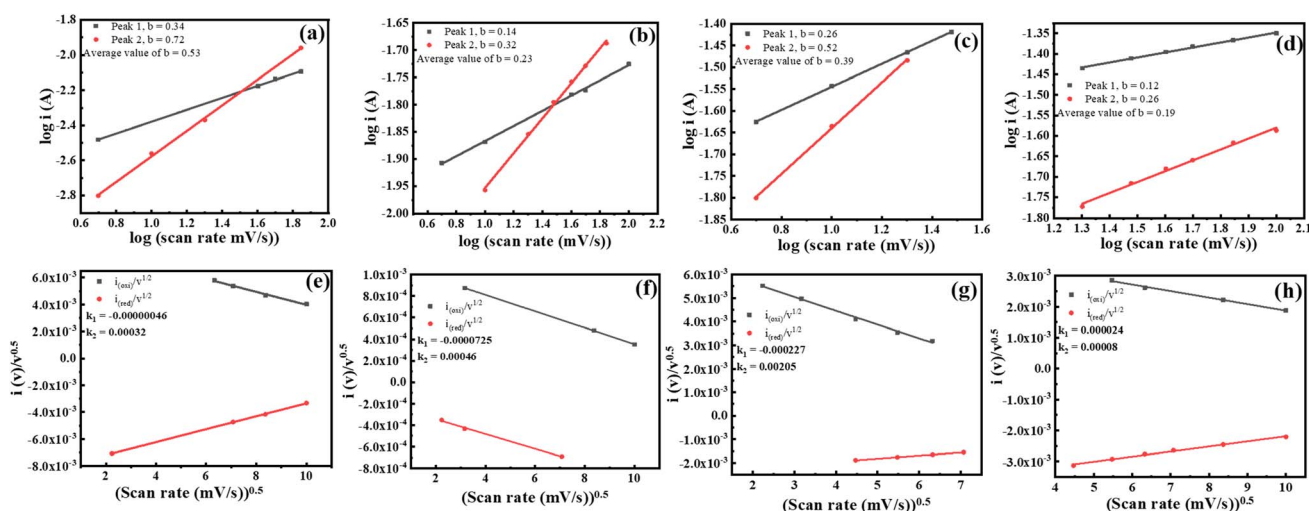 (a)
Peak 1, b = 0.34
Peak 2, b = 0.72
Average value of b = 0.53
log i (A)
-1.8
-2.0
-2.2
-2.4
-2.6
-2.8
0.6 0.8 1.0 1.2 1.4 1.6 1.8 2.0
log (scan rate mV/s))
(b)
Peak 1, b = 0.14
Peak 2, b = 0.32
Average value of b = 0.23
log i (A)
-1.65
-1.70
-1.75
-1.80
-1.85
-1.90
-1.95
-2.00
0.4 0.6 0.8 1.0 1.2 1.4 1.6 1.8 2.0 2.2
log (scan rate (mV/s))
(c)
Peak 1, b = 0.26
Peak 2, b = 0.52
Average value of b = 0.39
log i (A)
-1.40
-1.45
-1.50
-1.55
-1.60
-1.65
-1.70
-1.75
-1.80
-1.85
0.6 0.8 1.0 1.2 1.4 1.6
log (scan rate (mV/s))
(d)
Peak 1, b = 0.12
Peak 2, b = 0.26
Average value of b = 0.19
log i (A)
-1.35
-1.40
-1.45
-1.50
-1.55
-1.60
-1.65
-1.70
-1.75
-1.80
1.2 1.3 1.4 1.5 1.6 1.7 1.8 1.9 2.0 2.1
log (scan rate (mV/s))
(e)
i(oxi)/v1/2
i(red)/v1/2
k1 = -0.00000046
k2 = 0.00032
i (v)/v0.5
8.0x10-3
6.0x10-3
4.0x10-3
2.0x10-3
0.0
-2.0x10-3
-4.0x10-3
-6.0x10-3
-8.0x10-3
2 4 6 8 10
(Scan rate (mV/s))0.5
(f)
i(oxi)/v1/2
i(red)/v1/2
k1 = -0.0000725
k2 = 0.00046
i (v)/v0.5
1.0x10-3
8.0x10-4
6.0x10-4
4.0x10-4
2.0x10-4
0.0
-2.0x10-4
-4.0x10-4
-6.0x10-4
-8.0x10-4
2 4 6 8 10
(Scan rate (mV/s))0.5
(g)
i(oxi)/v1/2
i(red)/v1/2
k1 = -0.000227
k2 = 0.00205
i (v)/v0.5
6.0x10-3
5.0x10-3
4.0x10-3
3.0x10-3
2.0x10-3
1.0x10-3
0.0
-1.0x10-3
-2.0x10-3
2 3 4 5 6 7
(Scan rate (mV/s))0.5
(h)
i(oxi)/v1/2
i(red)/v1/2
k1 = 0.000024
k2 = 0.00008
i (v)/v0.5
3.0x10-3
2.0x10-3
1.0x10-3
0.0
-1.0x10-3
-2.0x10-3
-3.0x10-3
4 5 6 7 8 9 10
(Scan rate (mV/s))0.5